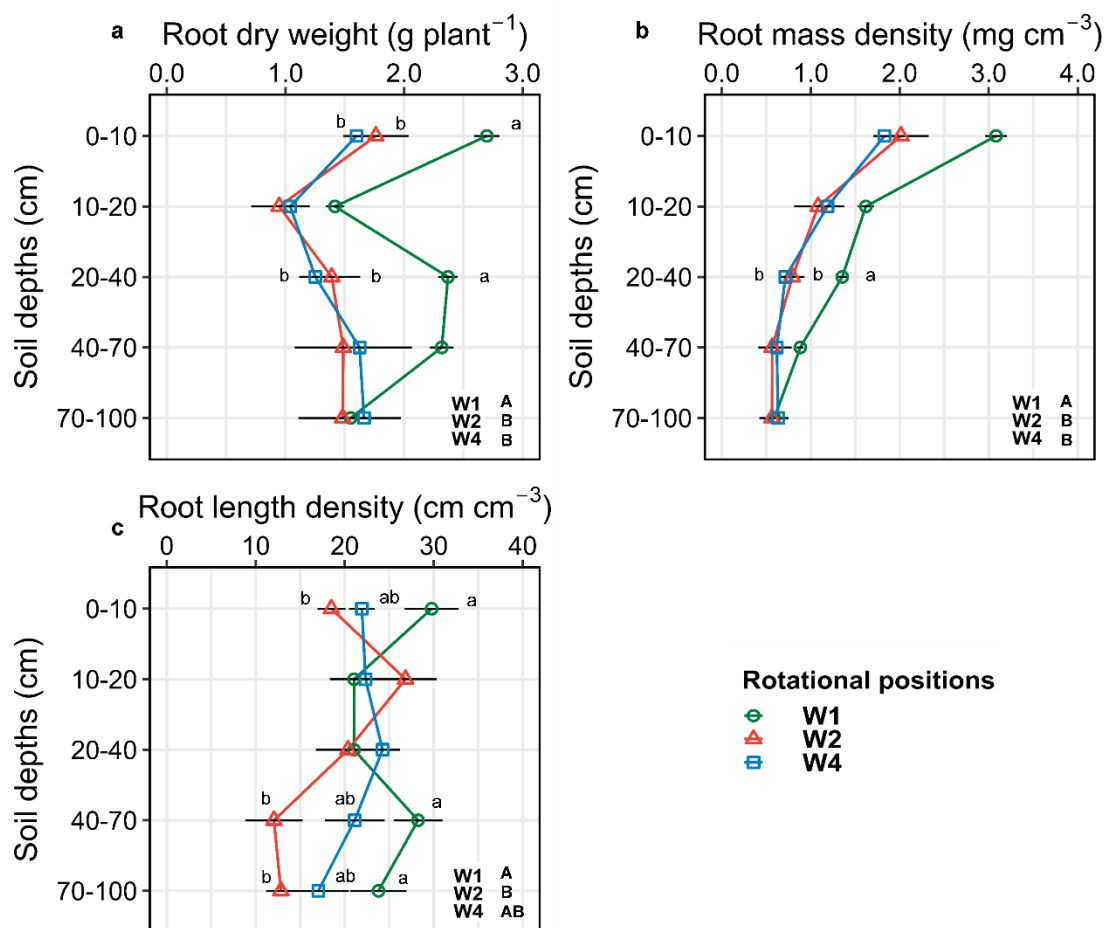 a Root dry weight (g plant⁻¹)
0.0 1.0 2.0 3.0
Soil depths (cm)
0-10 b b a
10-20
20-40 b b a
40-70
70-100
W1 A
W2 B
W4 B
b Root mass density (mg cm⁻³)
0.0 1.0 2.0 3.0 4.0
Soil depths (cm)
0-10
10-20
20-40 b b a
40-70
70-100
W1 A
W2 B
W4 B
Root length density (cm cm⁻³)
c
0 10 20 30 40
Soil depths (cm)
0-10 b ab a
10-20
20-40
40-70 b ab a
70-100 b ab a
W1 A
W2 B
W4 AB
Rotational positions
W1
W2
W4